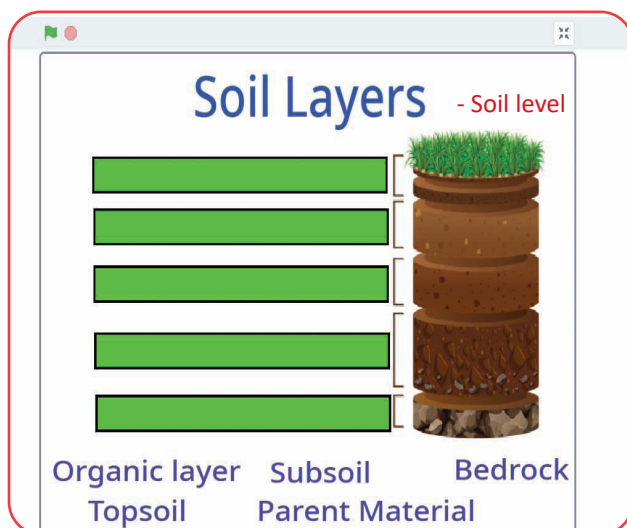 Soil Layers - Soil level
Organic layer Subsoil Bedrock
Topsoil Parent Material